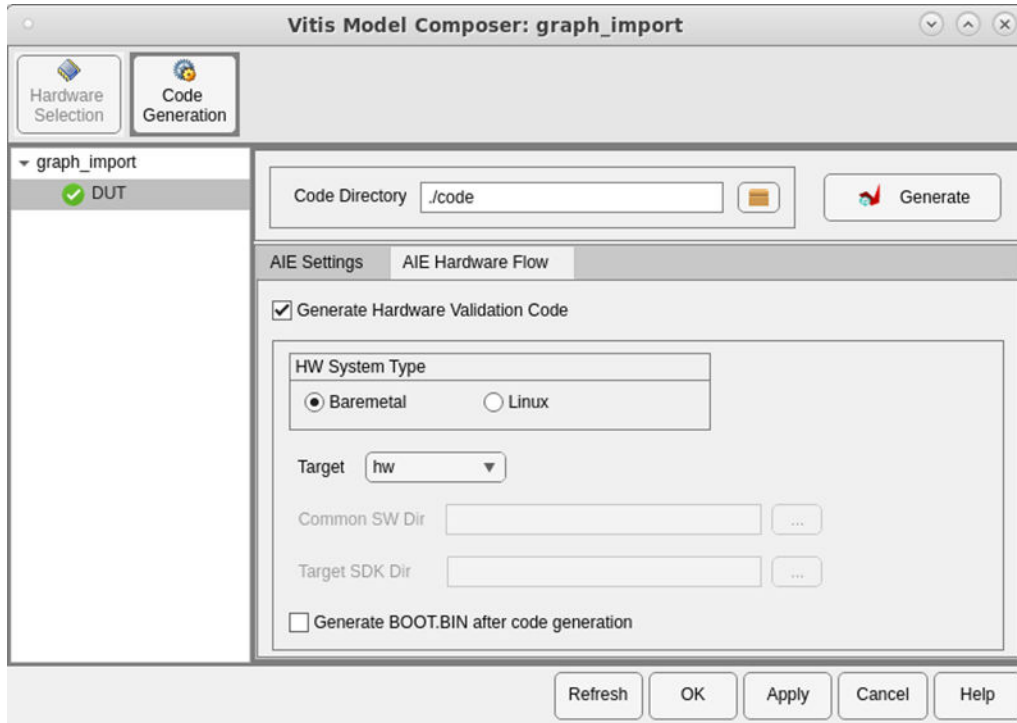 Vitis Model Composer: graph_import
Hardware
Selection
Code
Generation
graph_import
DUT
Code Directory ./code
Generate
AIE Settings AIE Hardware Flow
Generate Hardware Validation Code
HW System Type
Baremetal Linux
Target hw
Common SW Dir ...
Target SDK Dir ...
Generate BOOT.BIN after code generation
Refresh OK Apply Cancel Help